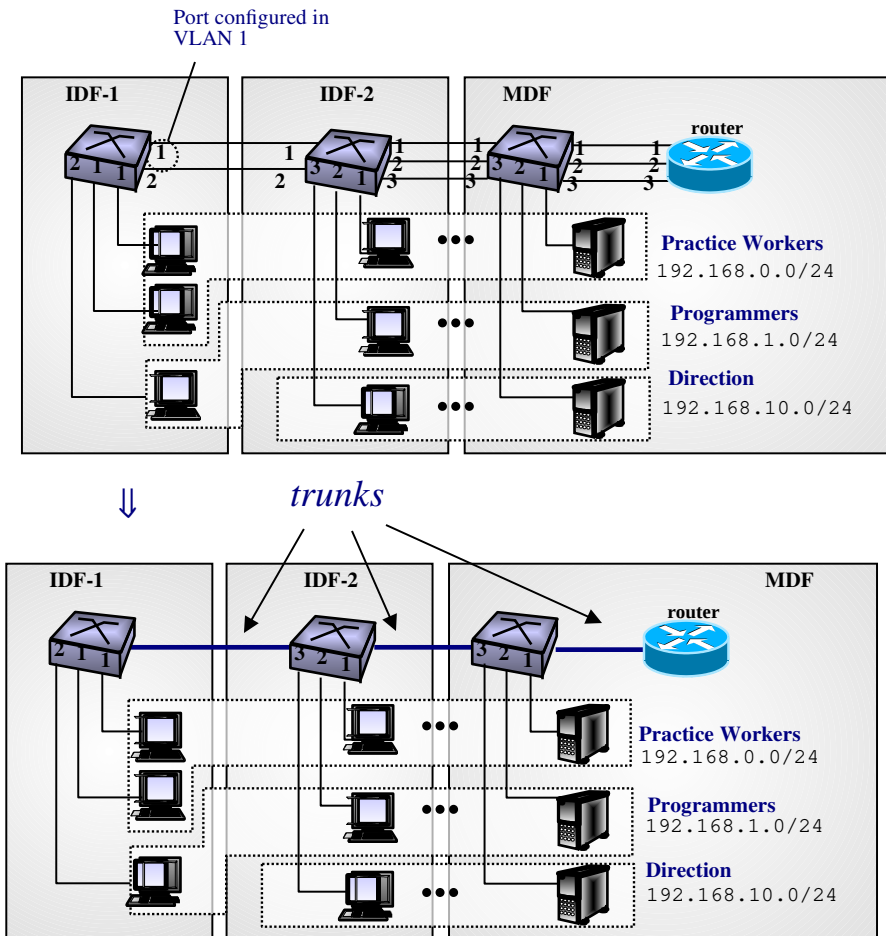 Port configured in
VLAN 1
IDF-1
IDF-2
MDF
router
1
1
1
1
1
1
2
2
2
2
2
2
3
3
3
3
2 1 1
3 2 1
3 2 1
Practice Workers
192.168.0.0/24
Programmers
192.168.1.0/24
Direction
192.168.10.0/24
⇓
trunks
IDF-1
IDF-2
MDF
router
2 1 1
3 2 1
3 2 1
Practice Workers
192.168.0.0/24
Programmers
192.168.1.0/24
Direction
192.168.10.0/24